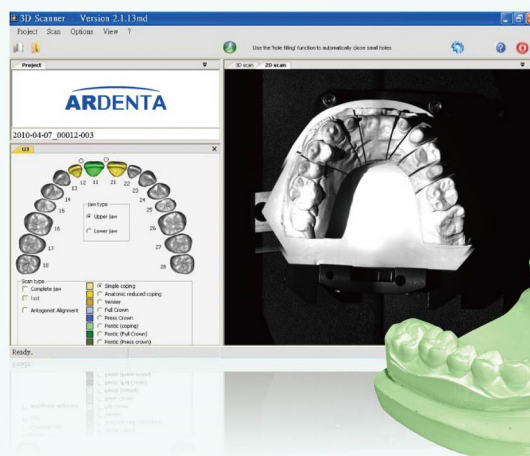 3D Scanner Version 2.1.13md
Project Scan Options View ?
Use the 'hole filling' function to automatically close small holes
Project
3D scan 2D scan
ARDENTA
2010-04-07_00012-003
U3
12 11 21 22
13 23
14 24
15 25
16 26
17 27
18 28
Jaw type
Upper jaw
Lower jaw
Scan type
Complete jaw
Antagonist Alignment
Simple coping
Anatomic reduced coping
Veneer
Full Crown
Press Crown
Pontic (coping)
Pontic (Full Crown)
Pontic (Press crown)
Ready.